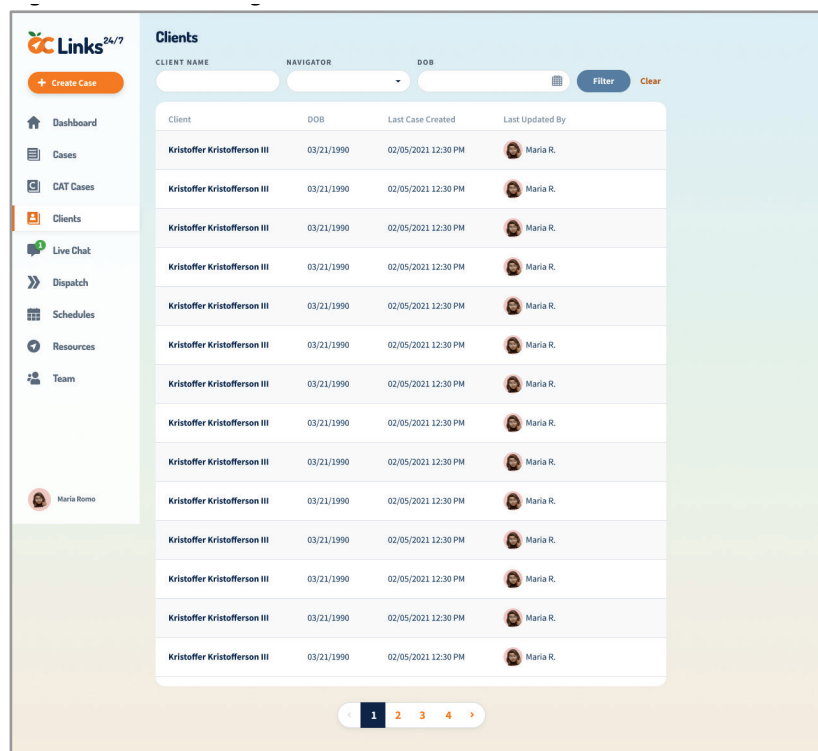 OC Links 24/7
+ Create Case
Dashboard
Cases
CAT Cases
Clients
1
Live Chat
Dispatch
Schedules
Resources
Team
Maria Romo
Clients
CLIENT NAME NAVIGATOR DOB
Filter Clear
Client DOB Last Case Created Last Updated By
Kristoffer Kristofferson III 03/21/1990 02/05/2021 12:30 PM Maria R.
Kristoffer Kristofferson III 03/21/1990 02/05/2021 12:30 PM Maria R.
Kristoffer Kristofferson III 03/21/1990 02/05/2021 12:30 PM Maria R.
Kristoffer Kristofferson III 03/21/1990 02/05/2021 12:30 PM Maria R.
Kristoffer Kristofferson III 03/21/1990 02/05/2021 12:30 PM Maria R.
Kristoffer Kristofferson III 03/21/1990 02/05/2021 12:30 PM Maria R.
Kristoffer Kristofferson III 03/21/1990 02/05/2021 12:30 PM Maria R.
Kristoffer Kristofferson III 03/21/1990 02/05/2021 12:30 PM Maria R.
Kristoffer Kristofferson III 03/21/1990 02/05/2021 12:30 PM Maria R.
Kristoffer Kristofferson III 03/21/1990 02/05/2021 12:30 PM Maria R.
Kristoffer Kristofferson III 03/21/1990 02/05/2021 12:30 PM Maria R.
Kristoffer Kristofferson III 03/21/1990 02/05/2021 12:30 PM Maria R.
Kristoffer Kristofferson III 03/21/1990 02/05/2021 12:30 PM Maria R.
Kristoffer Kristofferson III 03/21/1990 02/05/2021 12:30 PM Maria R.
‹ 1 2 3 4 ›